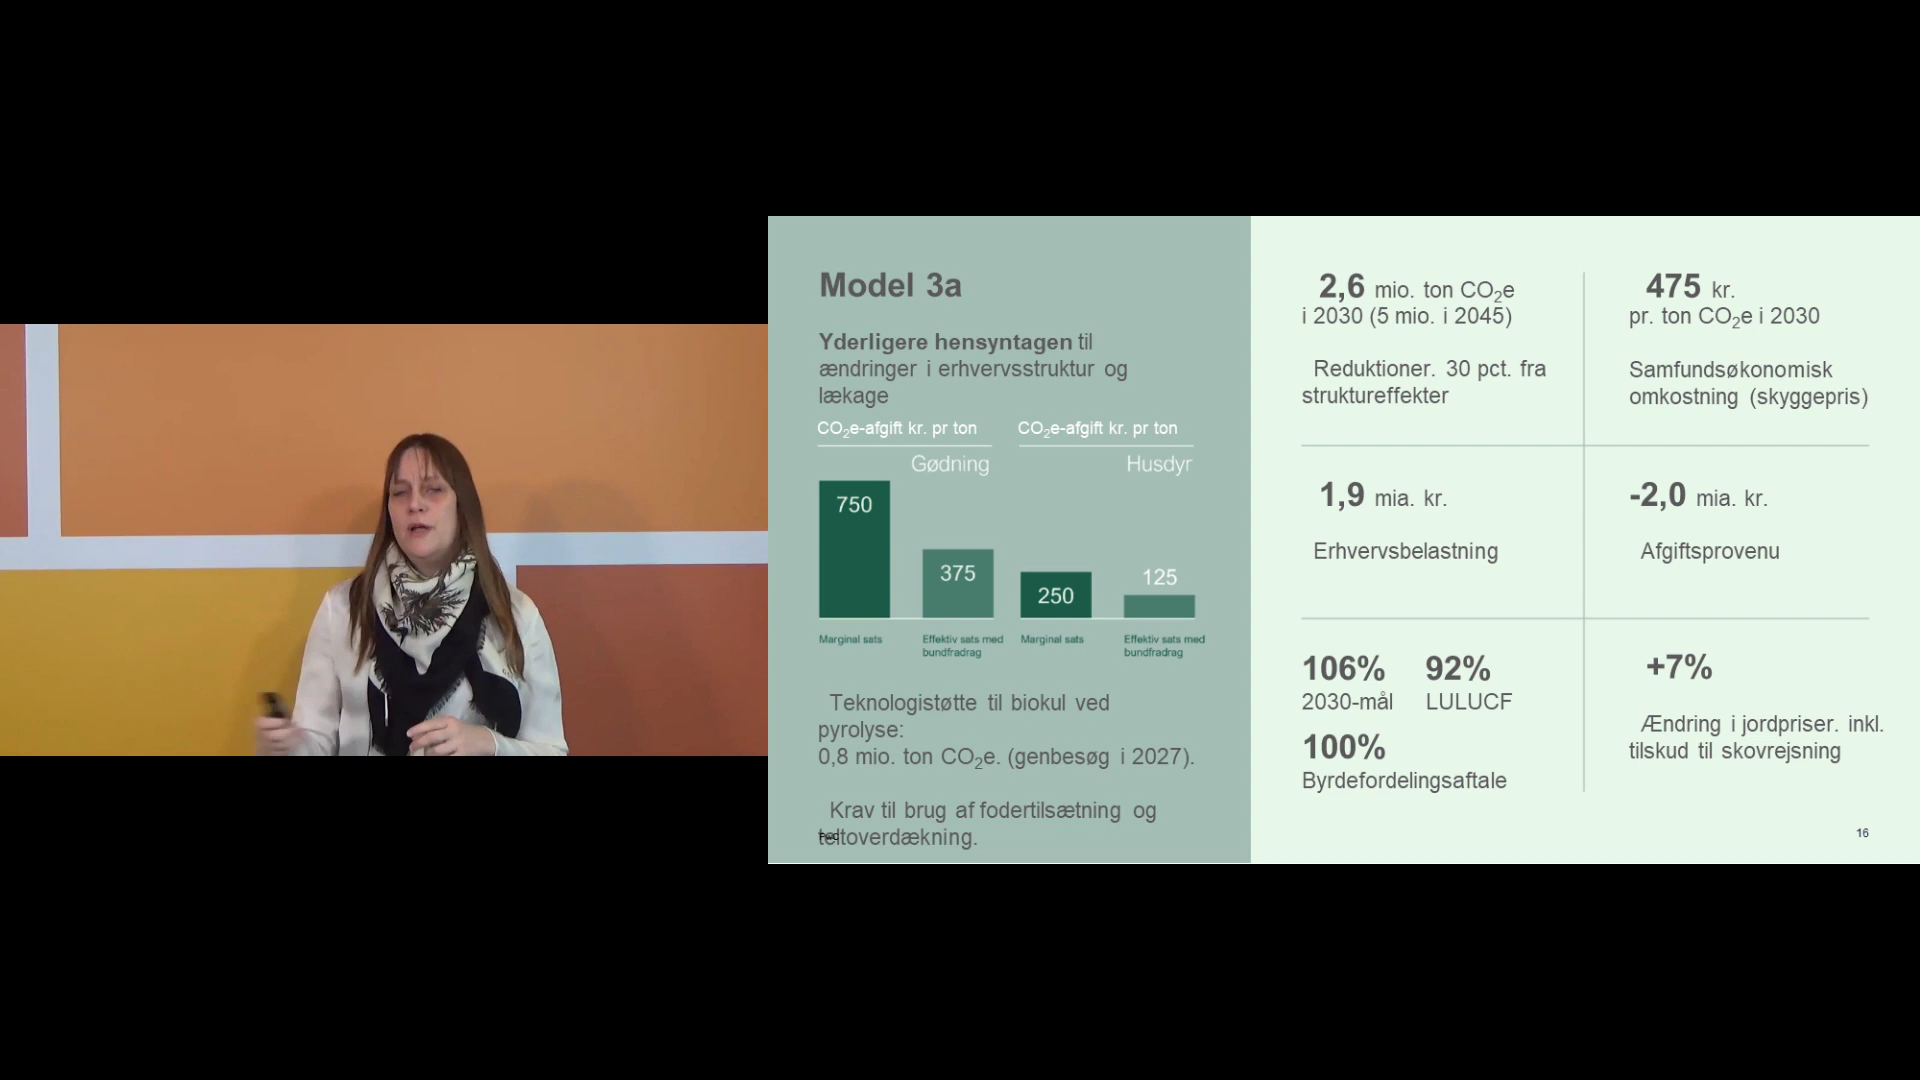 Model 3a
Yderligere hensyntagen til
ændringer i erhvervsstruktur og
lækage
CO₂e-afgift kr. pr ton
Gødning
750
375
Marginal sats
Effektiv sats med
bundfradrag
CO₂e-afgift kr. pr ton
Husdyr
250
125
Marginal sats
Effektiv sats med
bundfradrag
Teknologistøtte til biokul ved
pyrolyse:
0,8 mio. ton CO₂e. (genbesøg i 2027).
Krav til brug af fodertilsætning og
teltoverdækning.
2,6 mio. ton CO₂e
i 2030 (5 mio. i 2045)
Reduktioner. 30 pct. fra
struktureffekter
475 kr.
pr. ton CO₂e i 2030
Samfundsøkonomisk
omkostning (skyggepris)
1,9 mia. kr.
Erhvervsbelastning
-2,0 mia. kr.
Afgiftsprovenu
106% 92%
2030-mål LULUCF
100%
Byrdefordelingsaftale
+7%
Ændring i jordpriser. inkl.
tilskud til skovrejsning
16